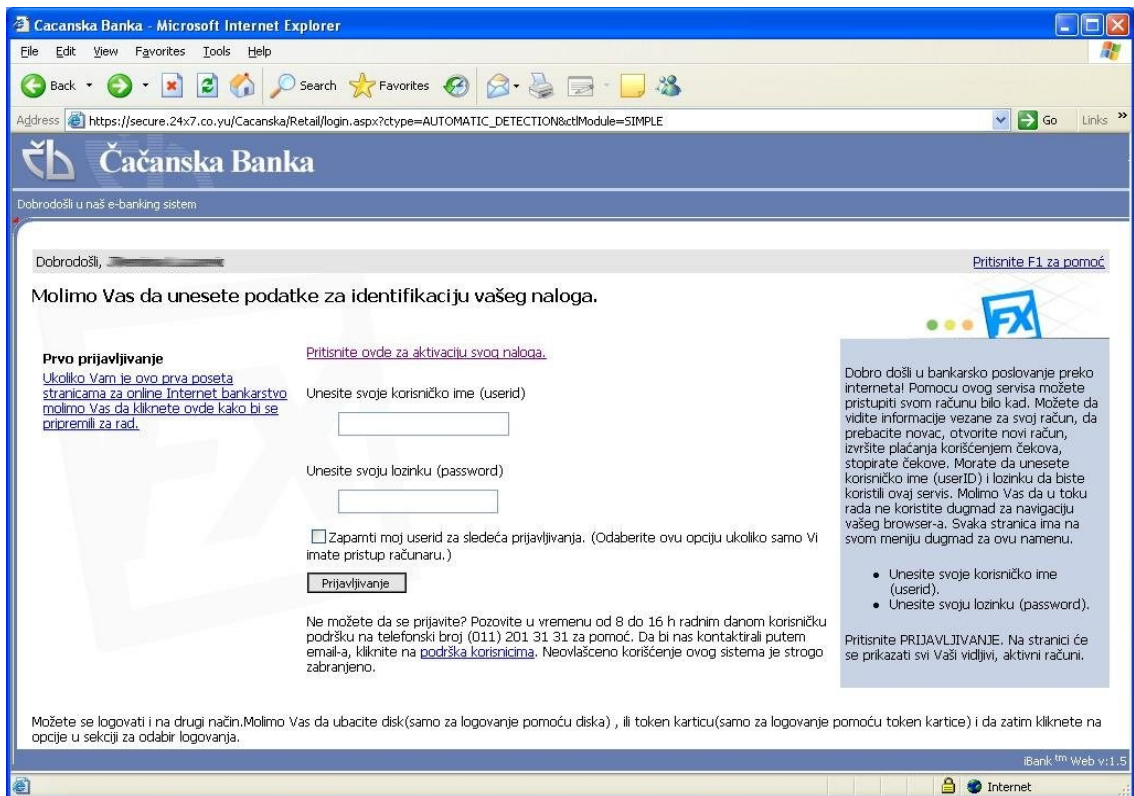 Cacanska Banka - Microsoft Internet Explorer
File Edit View Favorites Tools Help
Back Search Favorites
Address https://secure.24x7.co.yu/Cacanska/Retail/login.aspx?ctype=AUTOMATIC_DETECTION&ctlModule=SIMPLE Go Links »
čb Čačanska Banka
Dobrodošli u naš e-banking sistem
Dobrodošli,
Pritisnite F1 za pomoć
Molimo Vas da unesete podatke za identifikaciju vašeg naloga.
FX
Prvo prijavljivanje
Ukoliko Vam je ovo prva poseta
stranicama za online Internet bankarstvo
molimo Vas da kliknete ovde kako bi se
pripremili za rad.
Pritisnite ovde za aktivaciju svog naloga.
Unesite svoje korisničko ime (userid)
Unesite svoju lozinku (password)
Zapamti moj userid za sledeća prijavljivanja. (Odaberite ovu opciju ukoliko samo Vi
imate pristup računaru.)
Prijavljivanje
Ne možete da se prijavite? Pozovite u vremenu od 8 do 16 h radnim danom korisničku
podršku na telefonski broj (011) 201 31 31 za pomoć. Da bi nas kontaktirali putem
email-a, kliknite na podrška korisnicima. Neovlašceno korišćenje ovog sistema je strogo
zabranjeno.
Dobro došli u bankarsko poslovanje preko
interneta! Pomocu ovog servisa možete
pristupiti svom računu bilo kad. Možete da
vidite informacije vezane za svoj račun, da
prebacite novac, otvorite novi račun,
izvršite plaćanja korišćenjem čekova,
stopirate čekove. Morate da unesete
korisničko ime (userID) i lozinku da biste
koristili ovaj servis. Molimo Vas da u toku
rada ne koristite dugmad za navigaciju
vašeg browser-a. Svaka stranica ima na
svom meniju dugmad za ovu namenu.
• Unesite svoje korisničko ime
(userid).
• Unesite svoju lozinku (password).
Pritisnite PRIJAVLJIVANJE. Na stranici će
se prikazati svi Vaši vidljivi, aktivni računi.
Možete se logovati i na drugi način.Molimo Vas da ubacite disk(samo za logovanje pomoću diska) , ili token karticu(samo za logovanje pomoću token kartice) i da zatim kliknete na
opcije u sekciji za odabir logovanja.
iBank tm Web v:1.5
Internet